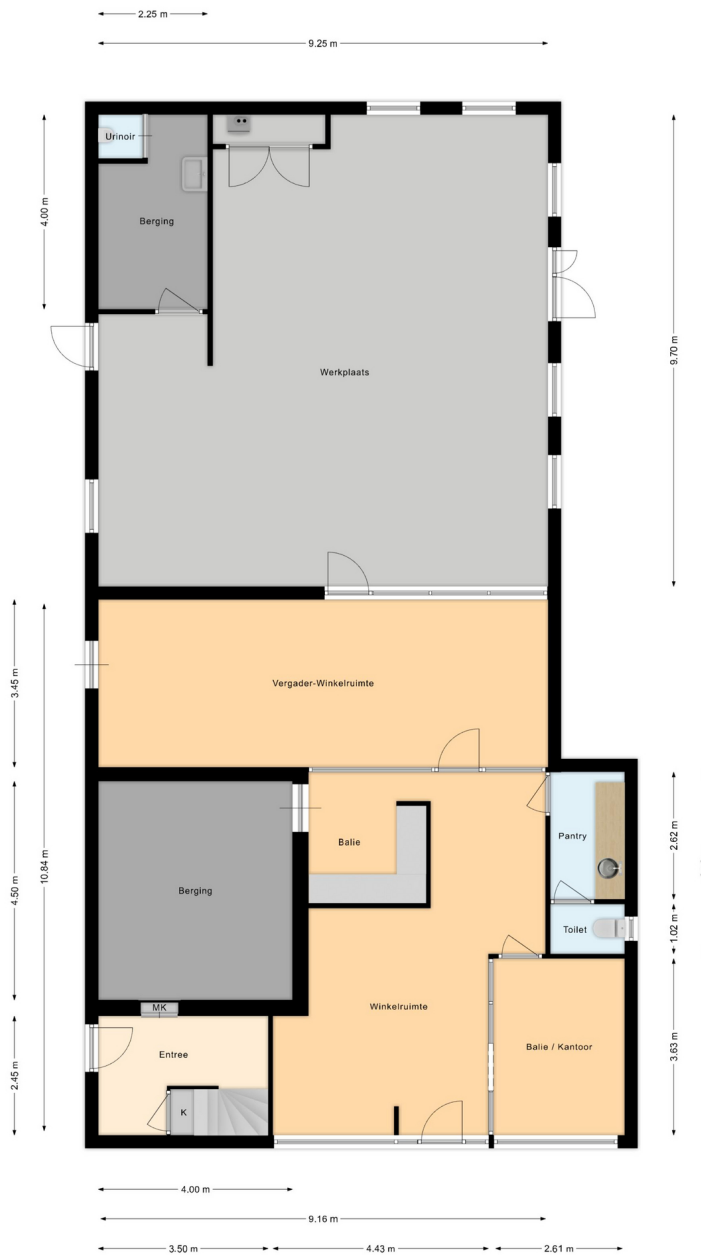 2.25 m
9.25 m
Urinoir
Berging
4.00 m
Werkplaats
9.70 m
Vergader-Winkelruimte
3.45 m
10.84 m
Balie
Pantry
2.62 m
Berging
4.50 m
Toilet
1.02 m
MK
Winkelruimte
Entree
Balie / Kantoor
3.63 m
2.45 m
K
4.00 m
9.16 m
3.50 m
4.43 m
2.61 m